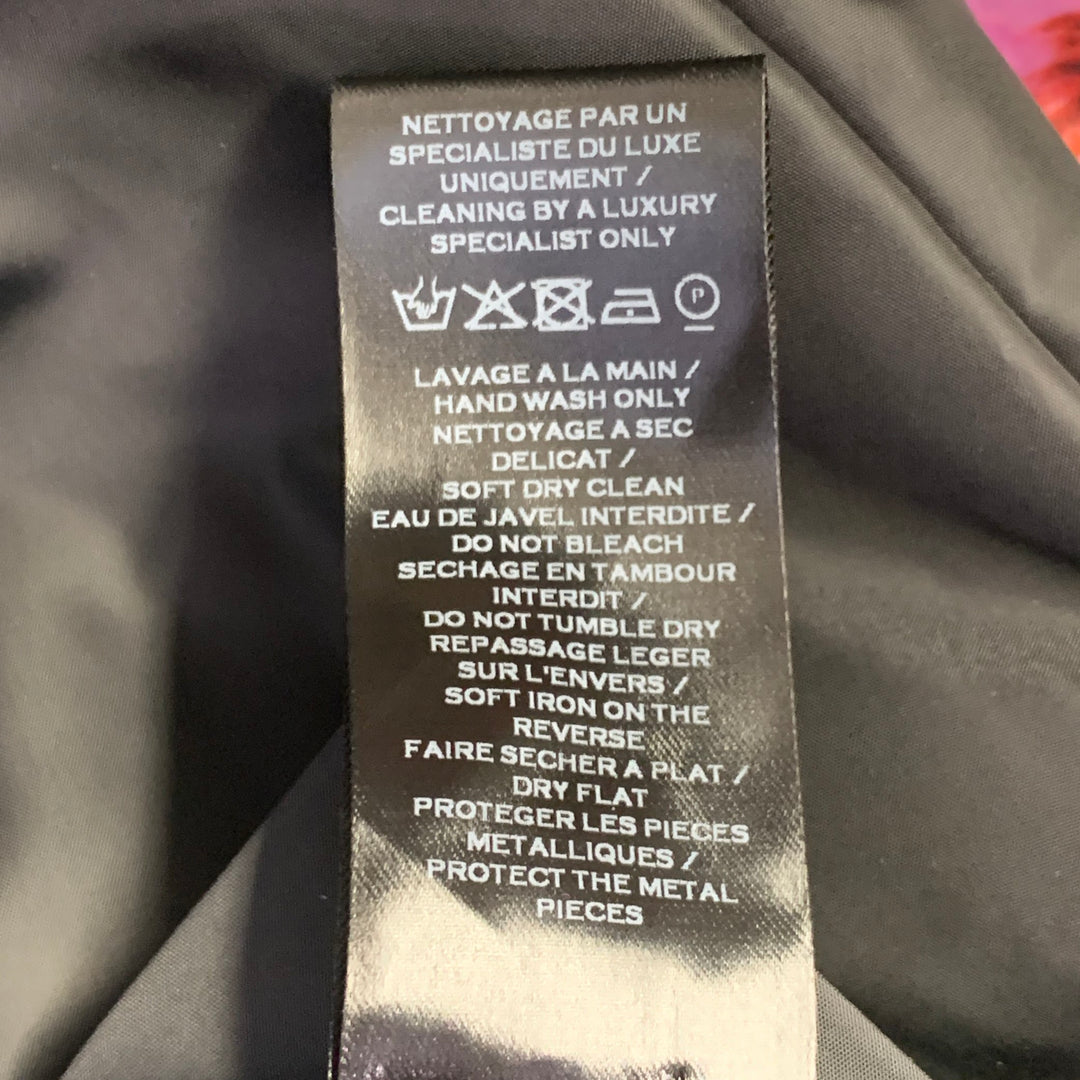 NETTOYAGE PAR UN
SPECIALISTE DU LUXE
UNIQUEMENT /
CLEANING BY A LUXURY
SPECIALIST ONLY
P
LAVAGE A LA MAIN /
HAND WASH ONLY
NETTOYAGE A SEC
DELICAT /
SOFT DRY CLEAN
EAU DE JAVEL INTERDITE /
DO NOT BLEACH
SECHAGE EN TAMBOUR
INTERDIT /
DO NOT TUMBLE DRY
REPASSAGE LEGER
SUR L'ENVERS /
SOFT IRON ON THE
REVERSE
FAIRE SECHER A PLAT /
DRY FLAT
PROTEGER LES PIECES
METALLIQUES /
PROTECT THE METAL
PIECES